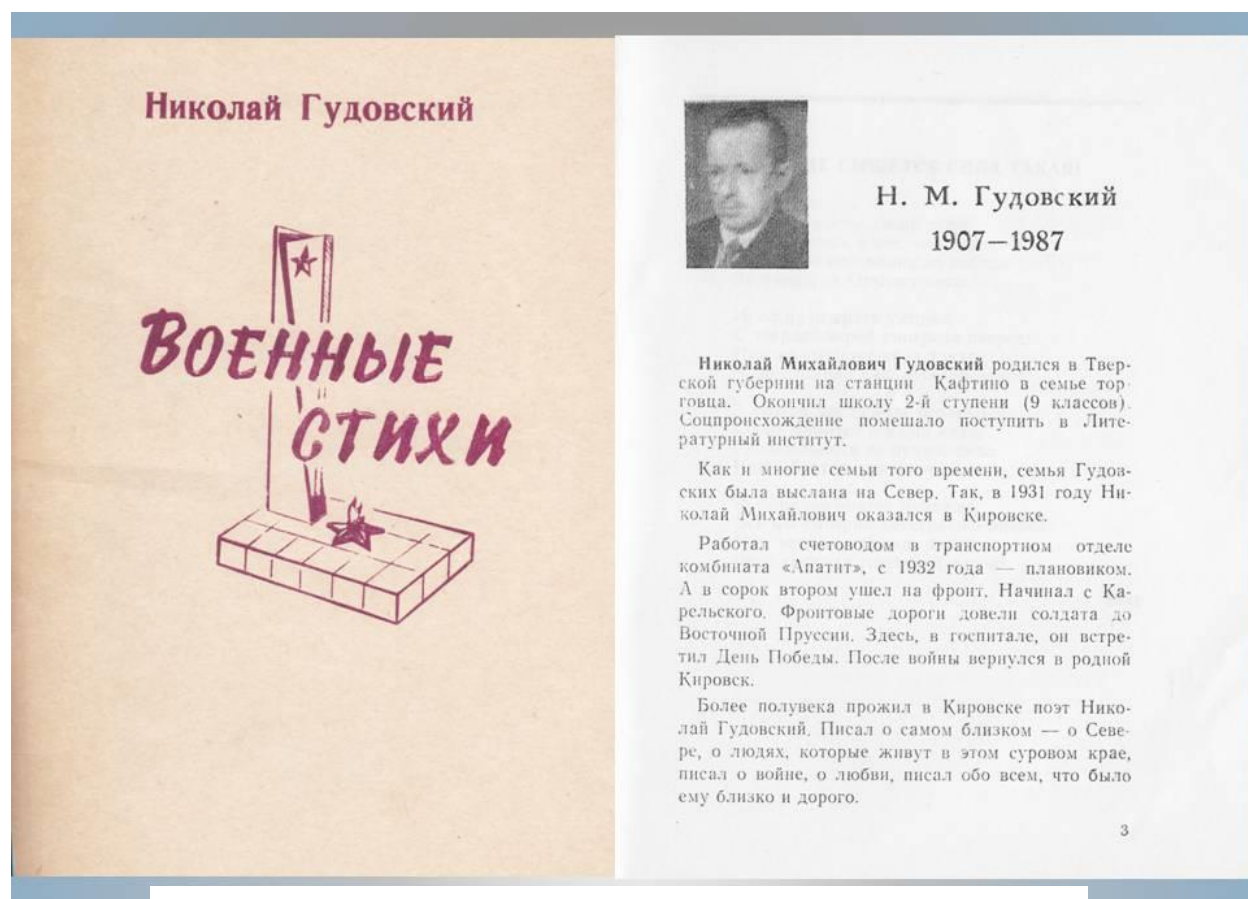 Николай Гудовский
ВОЕННЫЕ
СТИХИ
Н. М. Гудовский
1907—1987
Николай Михайлович Гудовский родился в Твер-
ской губернии на станции Кафтино в семье тор-
говца. Окончил школу 2-й ступени (9 классов).
Соцпроисхождение помешало поступить в Лите-
ратурный институт.
Как и многие семьи того времени, семья Гудов-
ских была выслана на Север. Так, в 1931 году Ни-
колай Михайлович оказался в Кировске.
Работал счетоводом в транспортном отделе
комбината «Апатит», с 1932 года — плановиком.
А в сорок втором ушел на фронт. Начинал с Ка-
рельского. Фронтовые дороги довели солдата до
Восточной Пруссии. Здесь, в госпитале, он встре-
тил День Победы. После войны вернулся в родной
Кировск.
Более полувека прожил в Кировске поэт Нико-
лай Гудовский. Писал о самом близком — о Севе-
ре, о людях, которые живут в этом суровом крае,
писал о войне, о любви, писал обо всем, что было
ему близко и дорого.
3